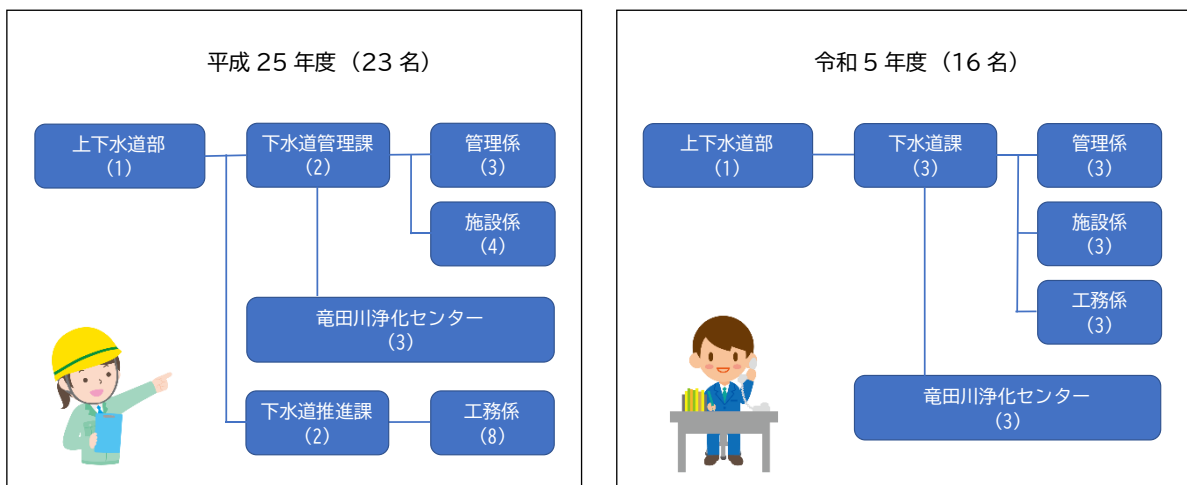 平成 25 年度（23 名）
上下水道部
(1)
下水道管理課
(2)
管理係
(3)
施設係
(4)
竜田川浄化センター
(3)
下水道推進課
(2)
工務係
(8)
令和 5 年度（16 名）
上下水道部
(1)
下水道課
(3)
管理係
(3)
施設係
(3)
工務係
(3)
竜田川浄化センター
(3)